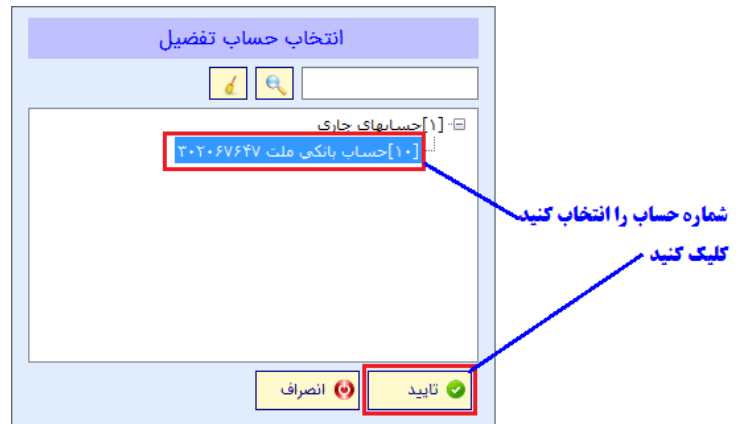 انتخاب حساب تفضیل
[۱]حسابهای جاری
[۱۰]حساب بانکی ملت ۳۰۲۰۶۷۶۴۷
شماره حساب را انتخاب کنید
کلیک کنید
تایید
انصراف